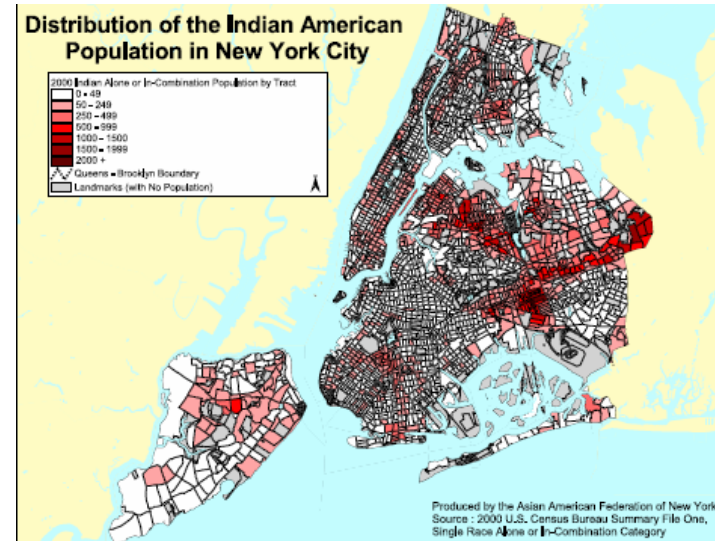 Distribution of the Indian American
Population in New York City
2000 Indian Alone or In-Combination Population by Tract
0 - 49
50 - 249
250 - 499
500 - 999
1000 - 1500
1500 - 1999
2000 +
Queens - Brooklyn Boundary
Landmarks (with No Population)
Produced by the Asian American Federation of New York
Source : 2000 U.S. Census Bureau Summary File One,
Single Race Alone or In-Combination Category